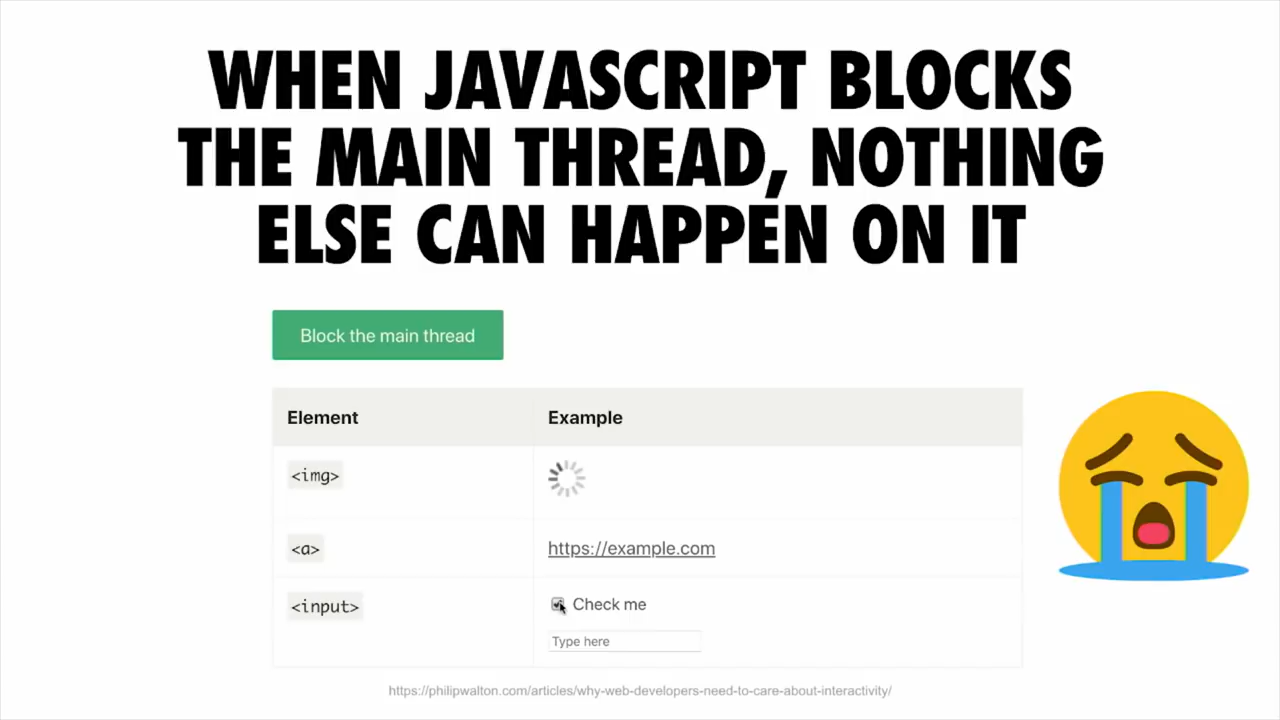 WHEN JAVASCRIPT BLOCKS
THE MAIN THREAD, NOTHING
ELSE CAN HAPPEN ON IT
Block the main thread
Element Example
<img>
<a> https://example.com
<input> Check me
Type here
https://philipwalton.com/articles/why-web-developers-need-to-care-about-interactivity/